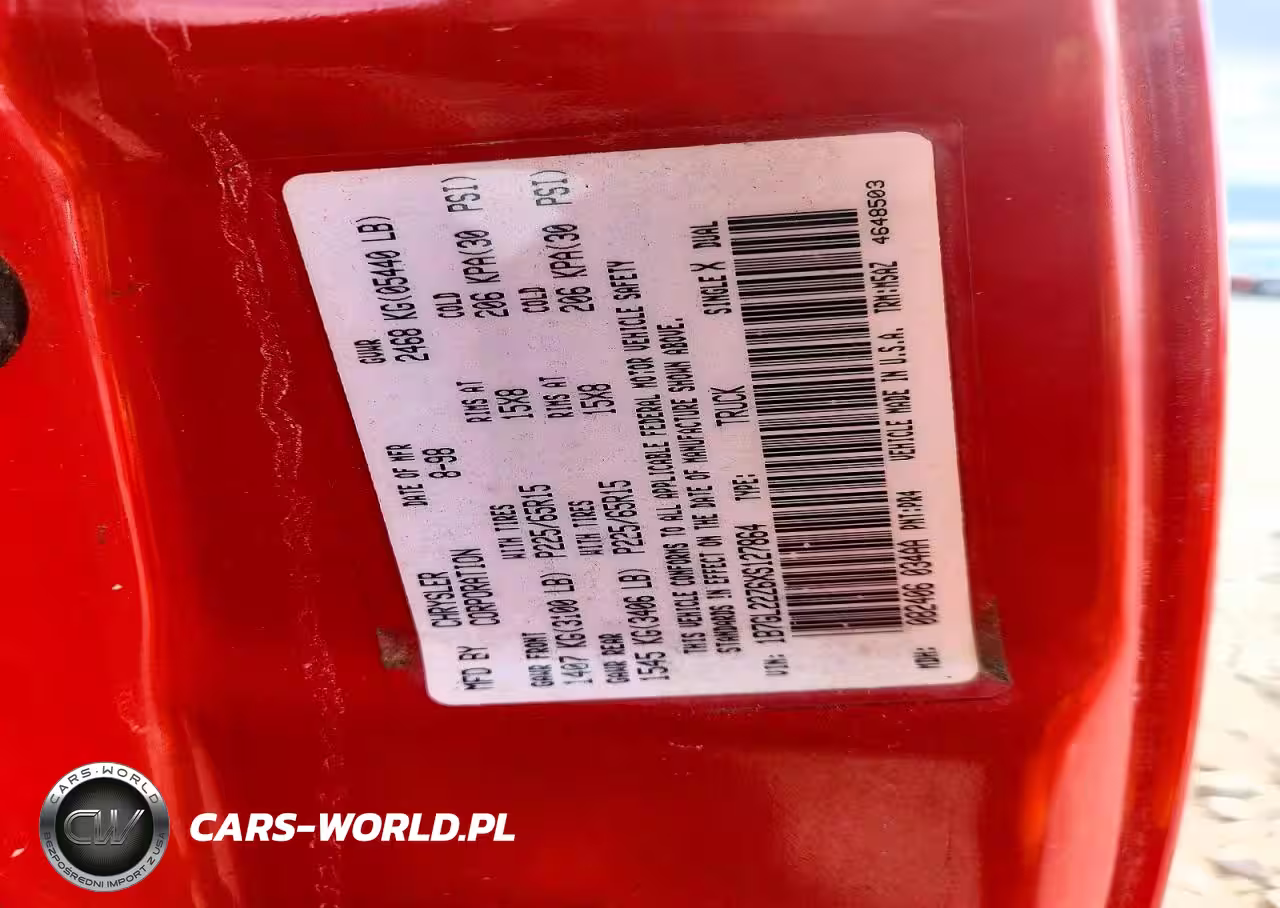 MFD BY CHRYSLER CORPORATION DATE OF MFR 8-98 GVWR 2468 KG(05440 LB)
GAWR FRONT WITH TIRES RIMS AT COLD
1407 KG(3100 LB) P225/65R15 15X8 206 KPA(30 PSI)
GAWR REAR WITH TIRES RIMS AT COLD
1545 KG(3406 LB) P225/65R15 15X8 206 KPA(30 PSI)
THIS VEHICLE CONFORMS TO ALL APPLICABLE FEDERAL MOTOR VEHICLE SAFETY
STANDARDS IN EFFECT ON THE DATE OF MANUFACTURE SHOWN ABOVE.
VIN: 1B7GL22Z6XS127864 TYPE: TRUCK SINGLE X DUAL
MDH: 082406 034AA PNT:PR4 VEHICLE MADE IN U.S.A. TRM:M5AZ 4648503
CARS·WORLD
CW
BEZPOŚREDNI IMPORT Z USA
CARS-WORLD.PL